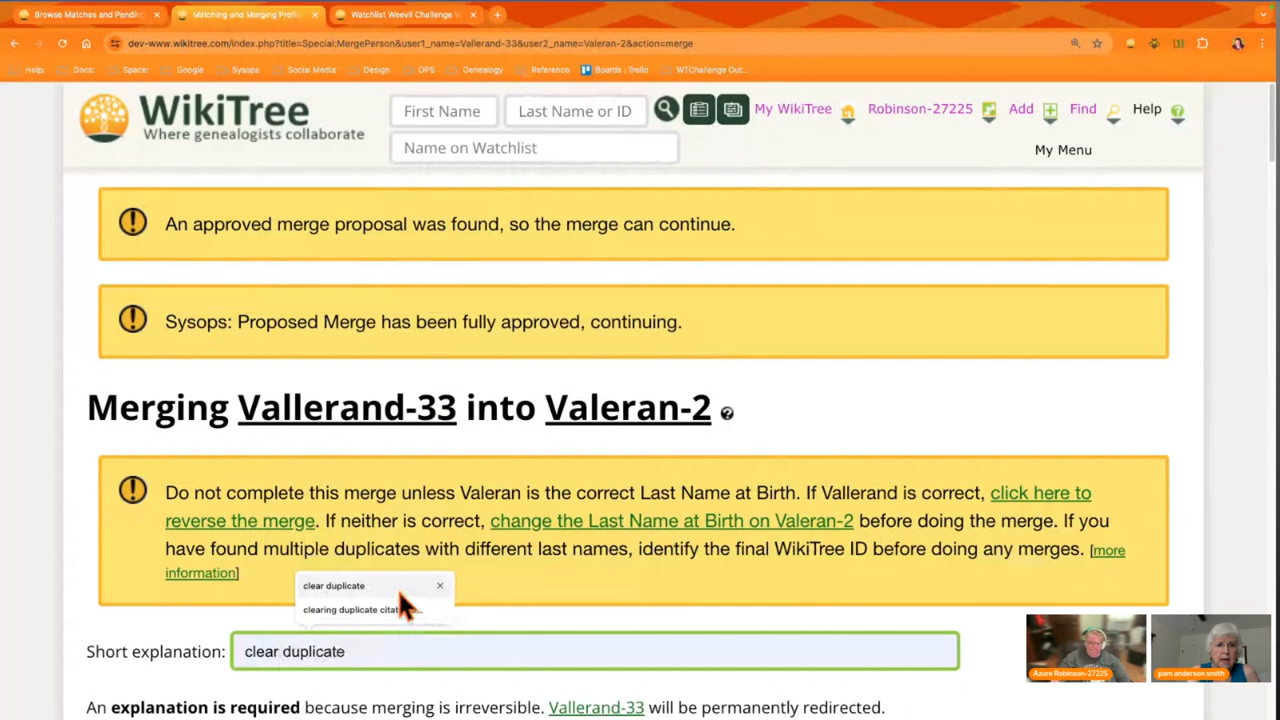 Browse Matches and Pending
Matching and Merging Profi
Watchlist Weevil Challenge
dev-www.wikitree.com/index.php?title=Special:MergePerson&user1_name=Vallerand-33&user2_name=Valeran-2&action=merge
Help:
Docs:
Space:
Google
Sysops
Social Media
Design
OPS
Genealogy
Reference
Boards | Trello
WTChallenge Out...
WikiTree
Where genealogists collaborate
First Name
Last Name or ID
My WikiTree
Robinson-27225
Add
Find
Help
Name on Watchlist
My Menu
An approved merge proposal was found, so the merge can continue.
Sysops: Proposed Merge has been fully approved, continuing.
Merging Vallerand-33 into Valeran-2
Do not complete this merge unless Valeran is the correct Last Name at Birth. If Vallerand is correct, click here to
reverse the merge. If neither is correct, change the Last Name at Birth on Valeran-2 before doing the merge. If you
have found multiple duplicates with different last names, identify the final WikiTree ID before doing any merges. [more
information]
clear duplicate
clearing duplicate
Short explanation:
clear duplicate
Azure Robinson-27225
pam anderson smith
An explanation is required because merging is irreversible. Vallerand-33 will be permanently redirected.